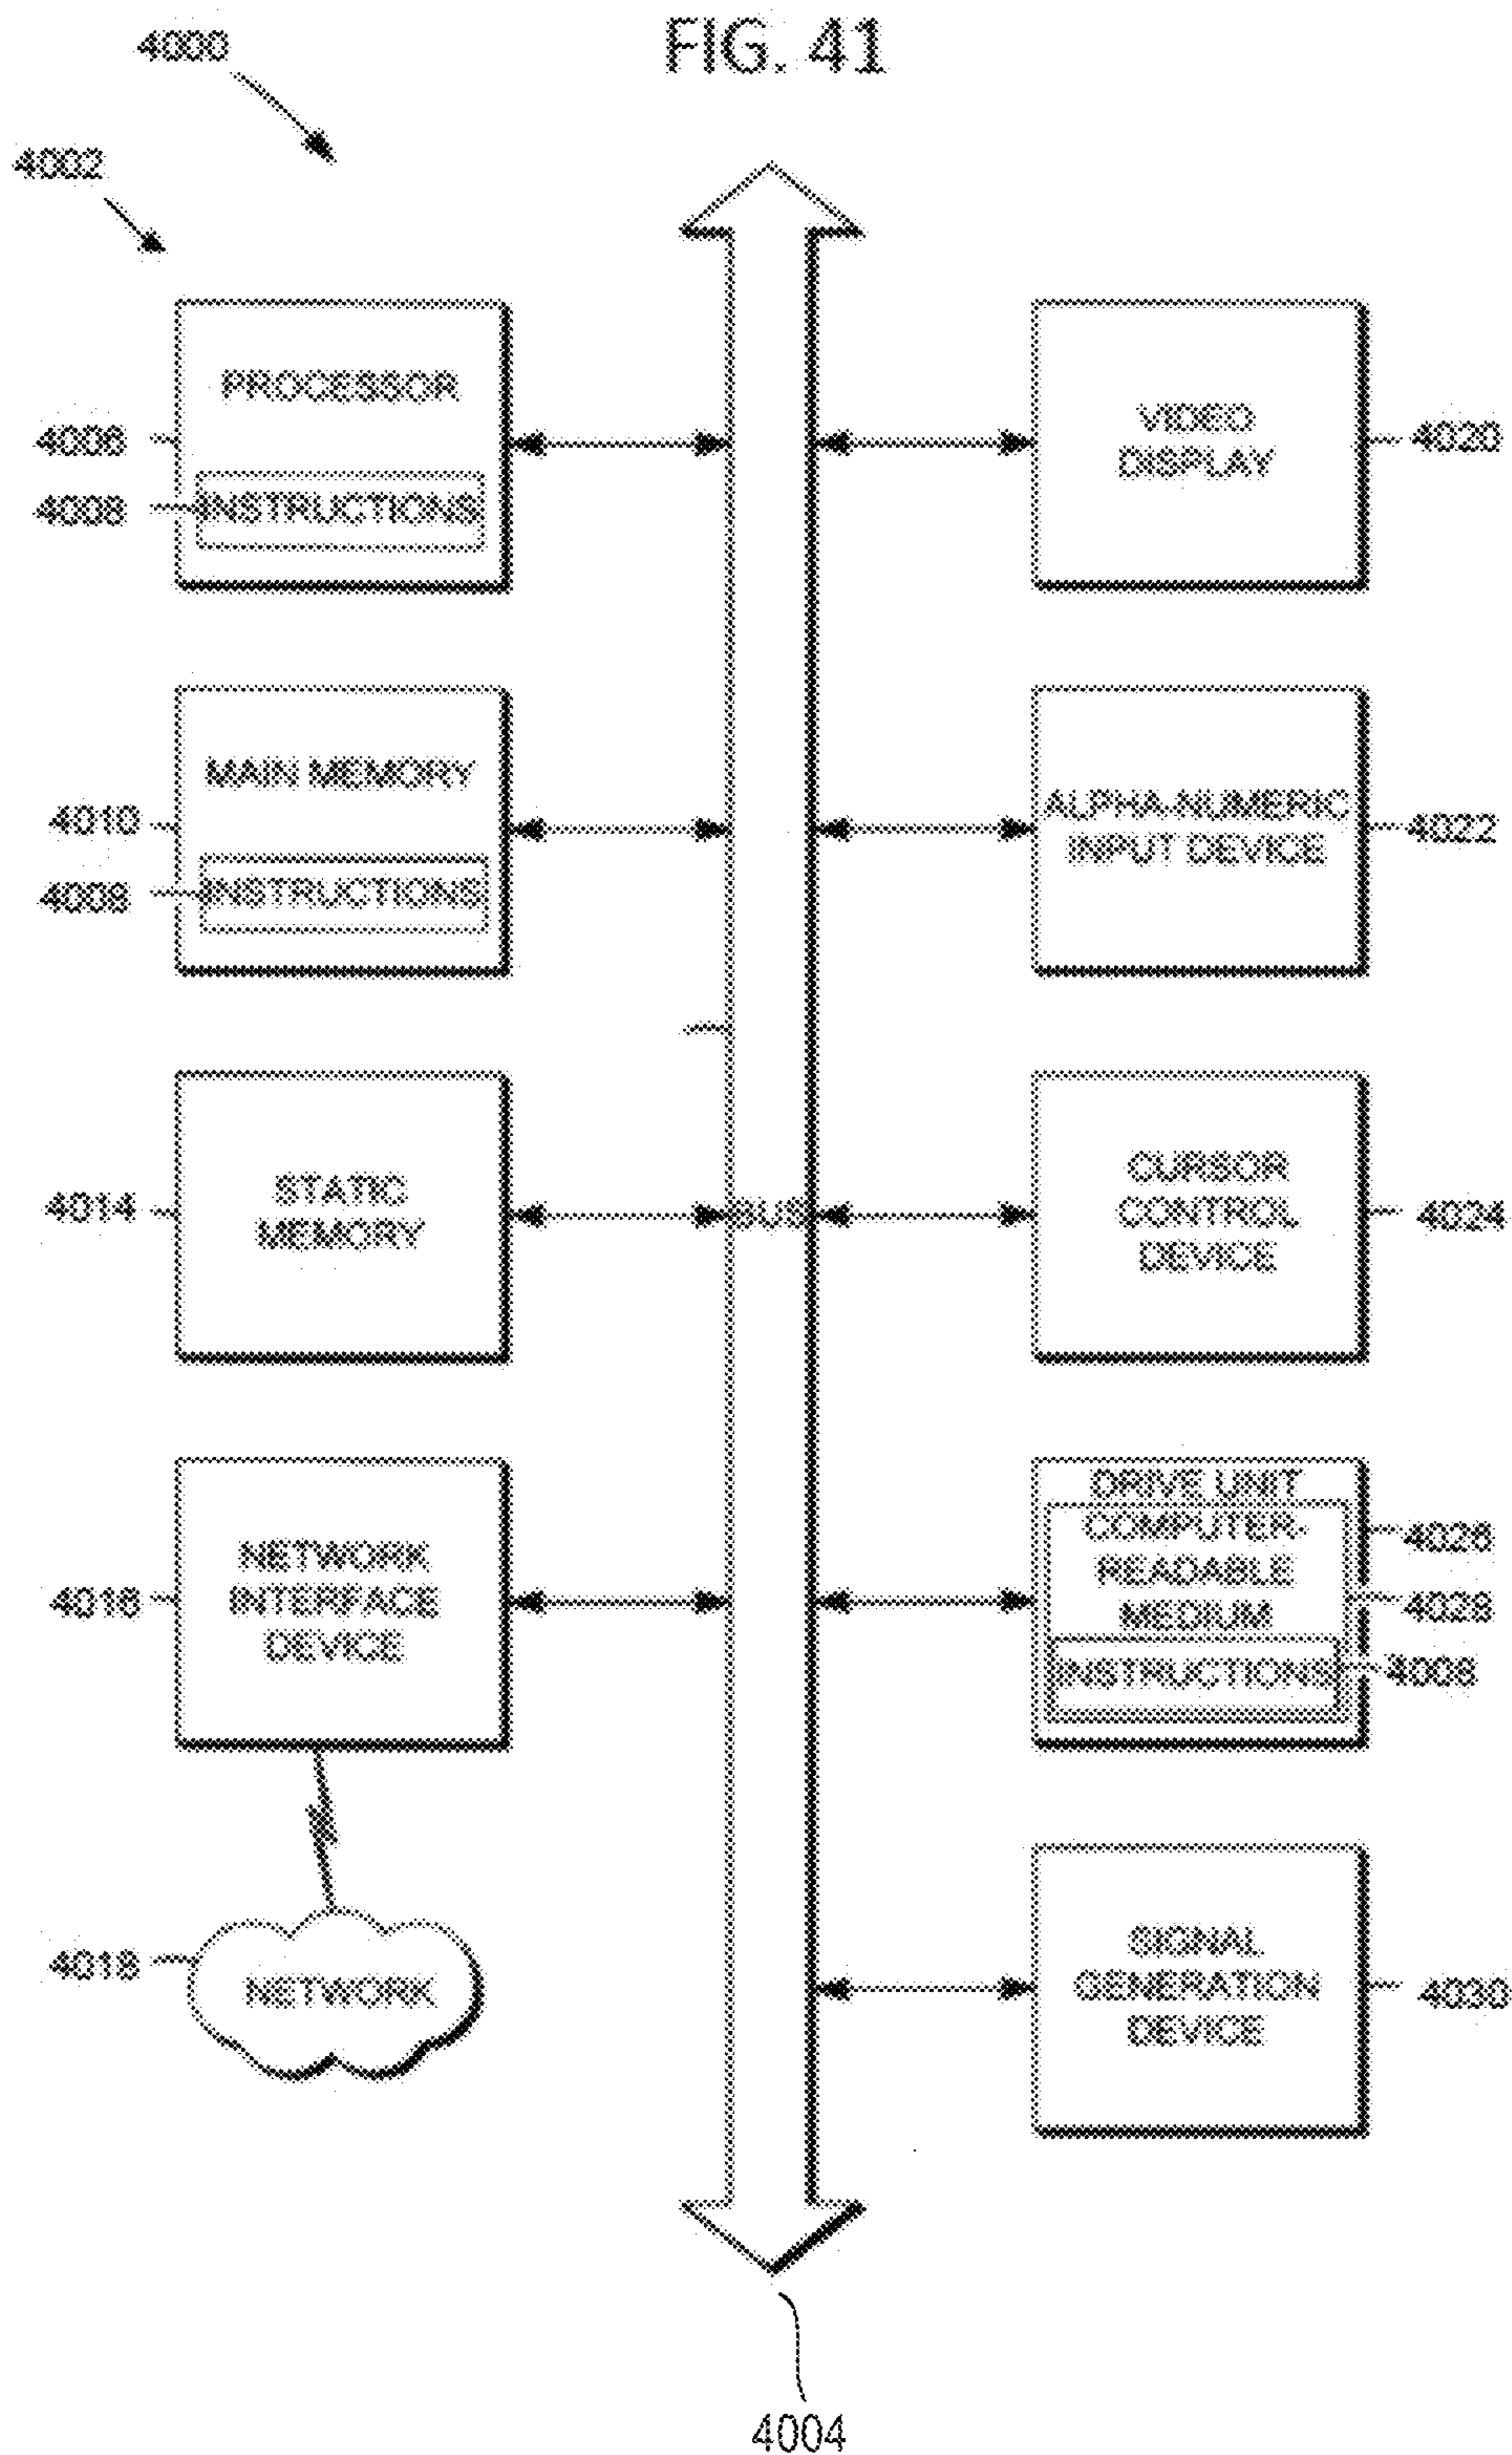 FIG. 41
4000
4002
PROCESSOR
4006
4008
INSTRUCTIONS
VIDEO
DISPLAY
4020
MAIN MEMORY
4010
4008
INSTRUCTIONS
ALPHA-NUMERIC
INPUT DEVICE
4022
STATIC
MEMORY
4014
BUS
CURSOR
CONTROL
DEVICE
4024
NETWORK
INTERFACE
DEVICE
4016
DRIVE UNIT
COMPUTER-
READABLE
MEDIUM
INSTRUCTIONS
4026
4028
4008
4018
NETWORK
SIGNAL
GENERATION
DEVICE
4030
4004